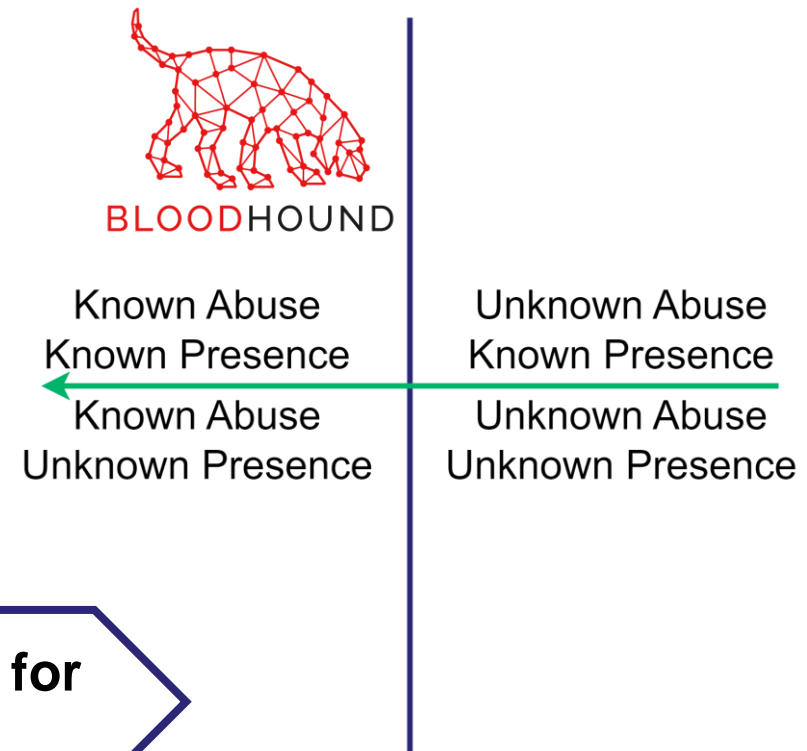 BLOODHOUND
Known Abuse
Known Presence
Unknown Abuse
Known Presence
Known Abuse
Unknown Presence
Unknown Abuse
Unknown Presence
for